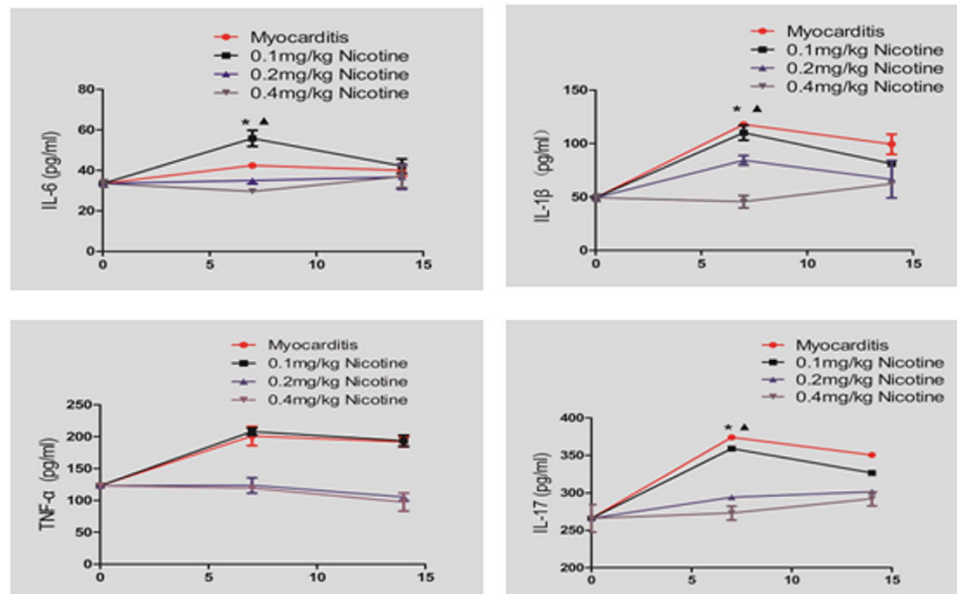 Myocarditis
0.1mg/kg Nicotine
0.2mg/kg Nicotine
0.4mg/kg Nicotine
IL-6 (pg/ml)
80
60
40
20
0
0 5 10 15
* ▲
Myocarditis
0.1mg/kg Nicotine
0.2mg/kg Nicotine
0.4mg/kg Nicotine
IL-1β (pg/ml)
150
100
50
0
0 5 10 15
* ▲
Myocarditis
0.1mg/kg Nicotine
0.2mg/kg Nicotine
0.4mg/kg Nicotine
TNF-α (pg/ml)
250
200
150
100
50
0
0 5 10 15
Myocarditis
0.1mg/kg Nicotine
0.2mg/kg Nicotine
0.4mg/kg Nicotine
IL-17 (pg/ml)
400
350
300
250
200
0 5 10 15
* ▲